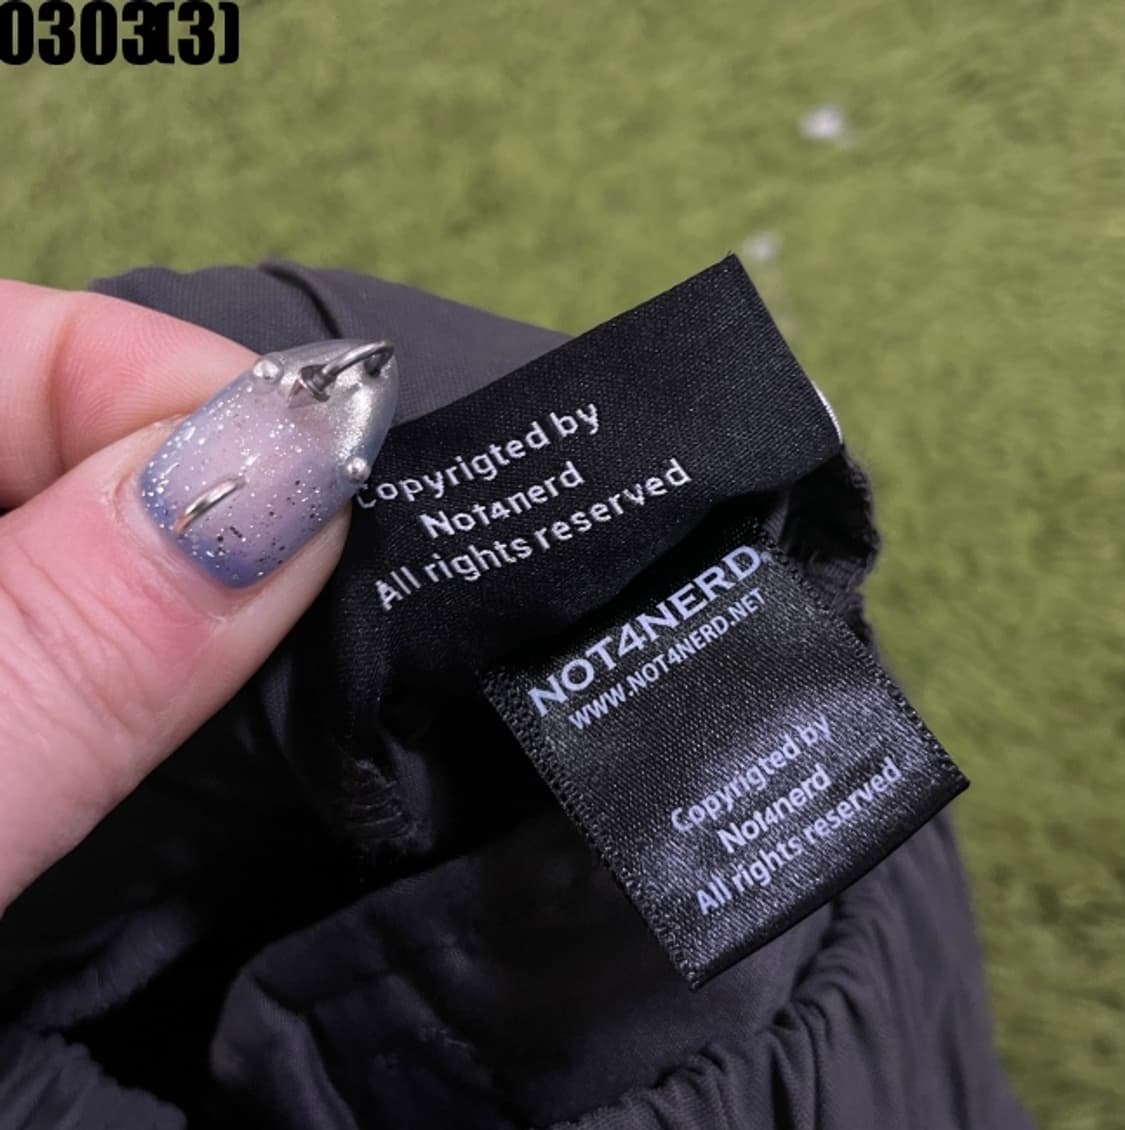 0303(3)
Copyrigted by
Not4nerd
All rights reserved
NOT4NERD.
WWW.NOT4NERD.NET
Copyrigted by
Not4nerd
All rights reserved